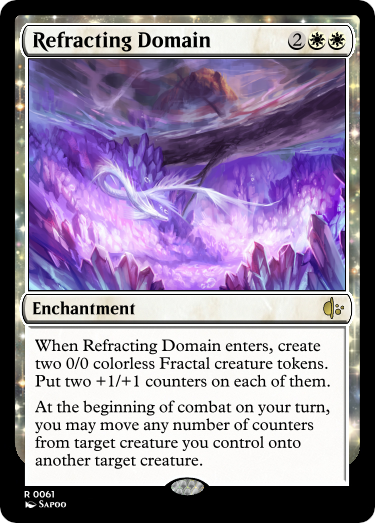 Refracting Domain 2
Enchantment
When Refracting Domain enters, create
two 0/0 colorless Fractal creature tokens.
Put two +1/+1 counters on each of them.
At the beginning of combat on your turn,
you may move any number of counters
from target creature you control onto
another target creature.
R 0061
Sapoo